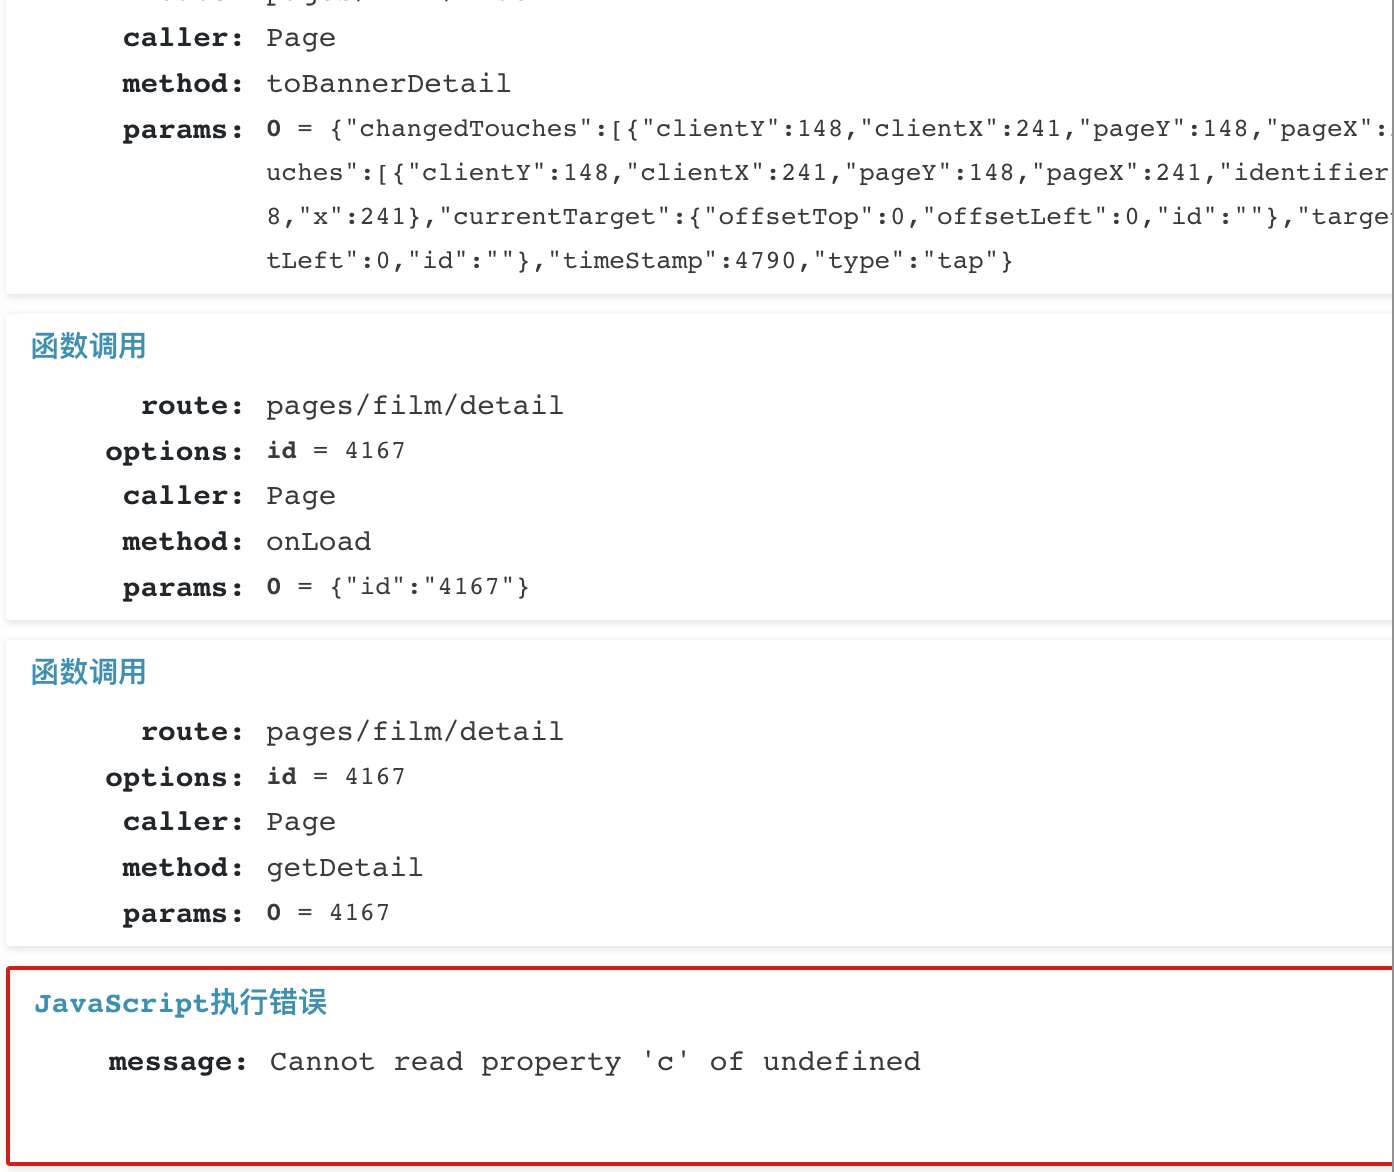 caller: Page
method: toBannerDetail
params: 0 = {"changedTouches":[{"clientY":148,"clientX":241,"pageY":148,"pageX":
uches":[{"clientY":148,"clientX":241,"pageY":148,"pageX":241,"identifier
8,"x":241},"currentTarget":{"offsetTop":0,"offsetLeft":0,"id":""},"targe
tLeft":0,"id":""},"timeStamp":4790,"type":"tap"}
函数调用
route: pages/film/detail
options: id = 4167
caller: Page
method: onLoad
params: 0 = {"id":"4167"}
函数调用
route: pages/film/detail
options: id = 4167
caller: Page
method: getDetail
params: 0 = 4167
JavaScript执行错误
message: Cannot read property 'c' of undefined